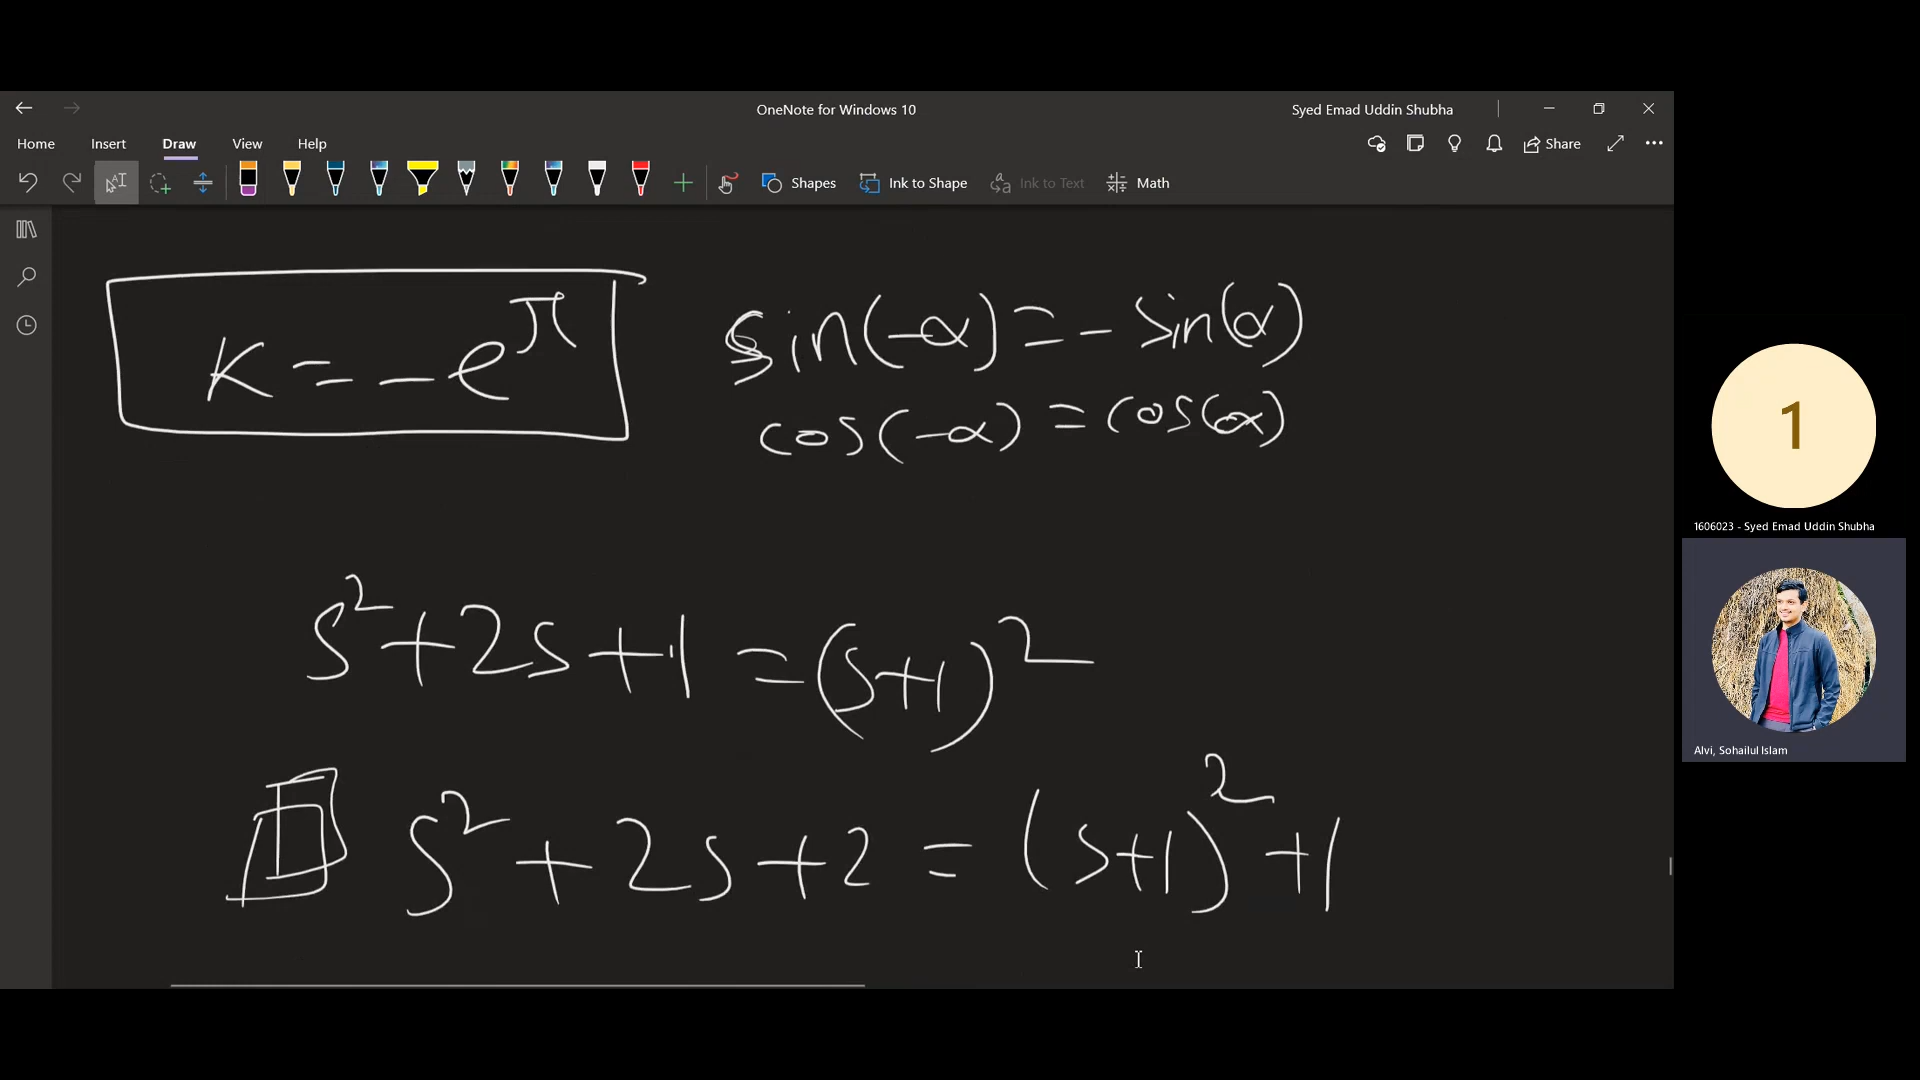 OneNote for Windows 10
Syed Emad Uddin Shubha
Home Insert Draw View Help
Share
Shapes Ink to Shape Ink to Text Math
K = -e^π
sin(-α) = - sin(α)
cos(-α) = cos(α)
s² + 2s + 1 = (s+1)²
s² + 2s + 2 = (s+1)² + 1
1
1606023 - Syed Emad Uddin Shubha
Alvi, Sohailul Islam